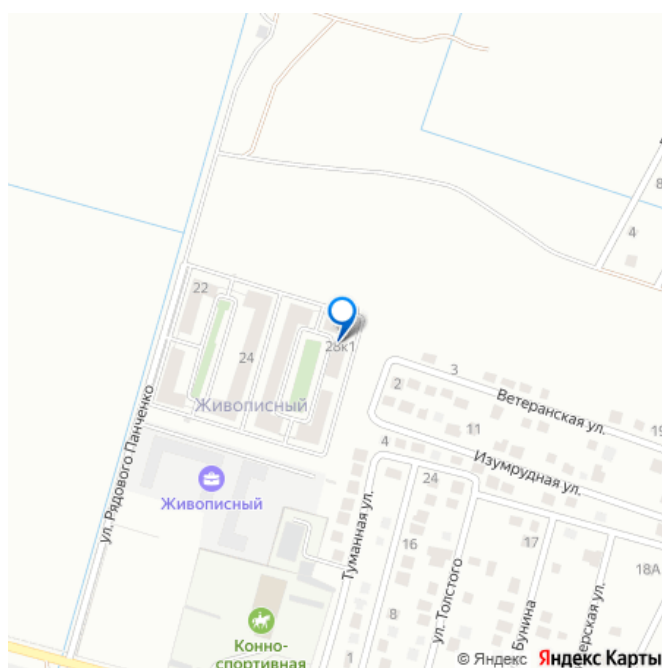 8
4
22
28к1
24
Живописный
3
2
Ветеранская ул.
19
11
Изумрудная ул.
4
24
ул. Рядового Панченко
Живописный
Туманная ул.
16
17
18А
ул. Толстого
8
Бунина
1
Конно-
спортивная
© Яндекс Яндекс Карты